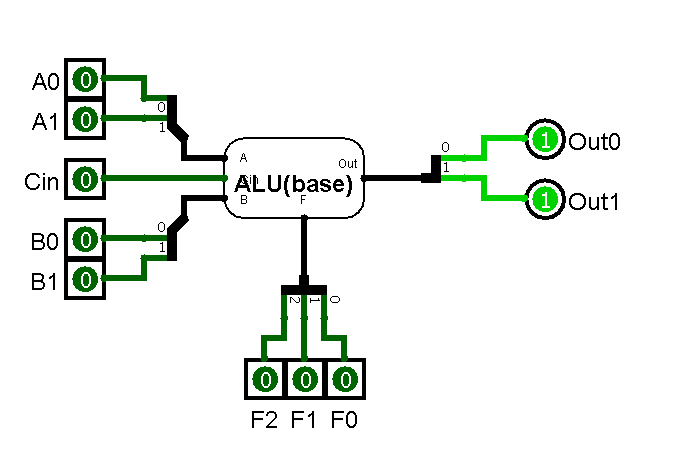 A0 0
A1 0
0
1
Cin 0
B0 0
B1 0
0
1
A
Cin
B
ALU(base)
Out
F
0
1
1 Out0
1 Out1
2 1 0
0 0 0
F2 F1 F0